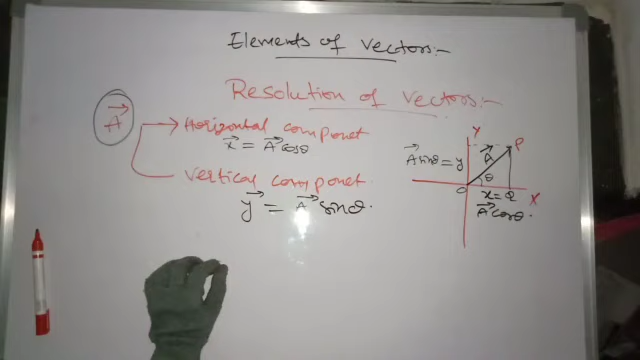 Elements of vectors:-
Resolution of vectors:-
A
Horizontal componet
x = A cosθ
Vertical componet
y = A sinθ.
Y
P
A sinθ = y
A
θ
O
X
A cosθ.